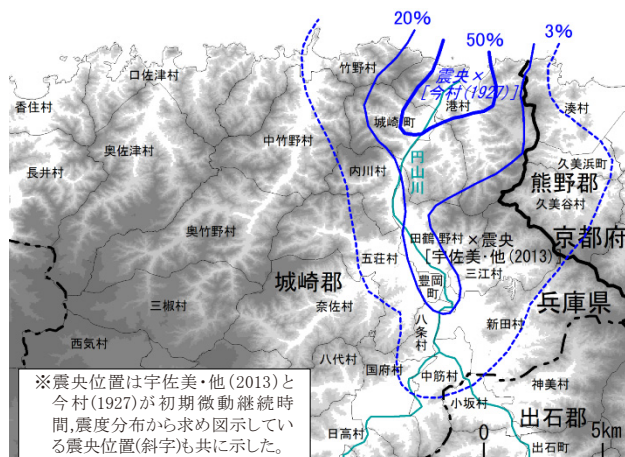 20%
50%
3%
竹野村
口佐津村
震央×
[今村(1927)]
香住村
港村
湊村
城崎町
奥佐津村
中竹野村
円山川
久美浜町
長井村
内川村
熊野郡
久美谷村
奥竹野村
田鶴野村
×震央
[宇佐美・他(2013)]
京都府
五荘村
城崎郡
三江村
豊岡町
兵庫県
三椒村
奈佐村
新田村
八条村
西気村
八代村
国府村
中筋村
神美村
小坂村
出石郡
日高村
0
5km
出石町
※震央位置は宇佐美・他(2013)と
今村(1927)が初期微動継続時
間,震度分布から求め図示してい
る震央位置(斜字)も共に示した。